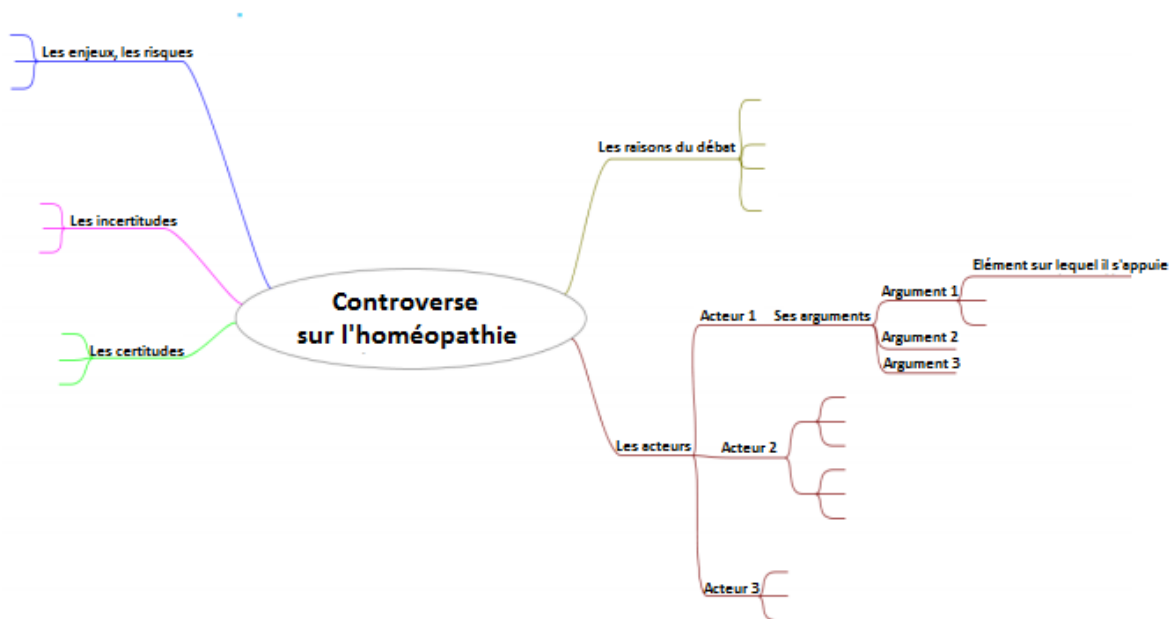 Les enjeux, les risques
Les raisons du débat
Les incertitudes
Elément sur lequel il s'appuie
Argument 1
Controverse
sur l'homéopathie
Acteur 1 Ses arguments
Argument 2
Les certitudes
Argument 3
Les acteurs
Acteur 2
Acteur 3